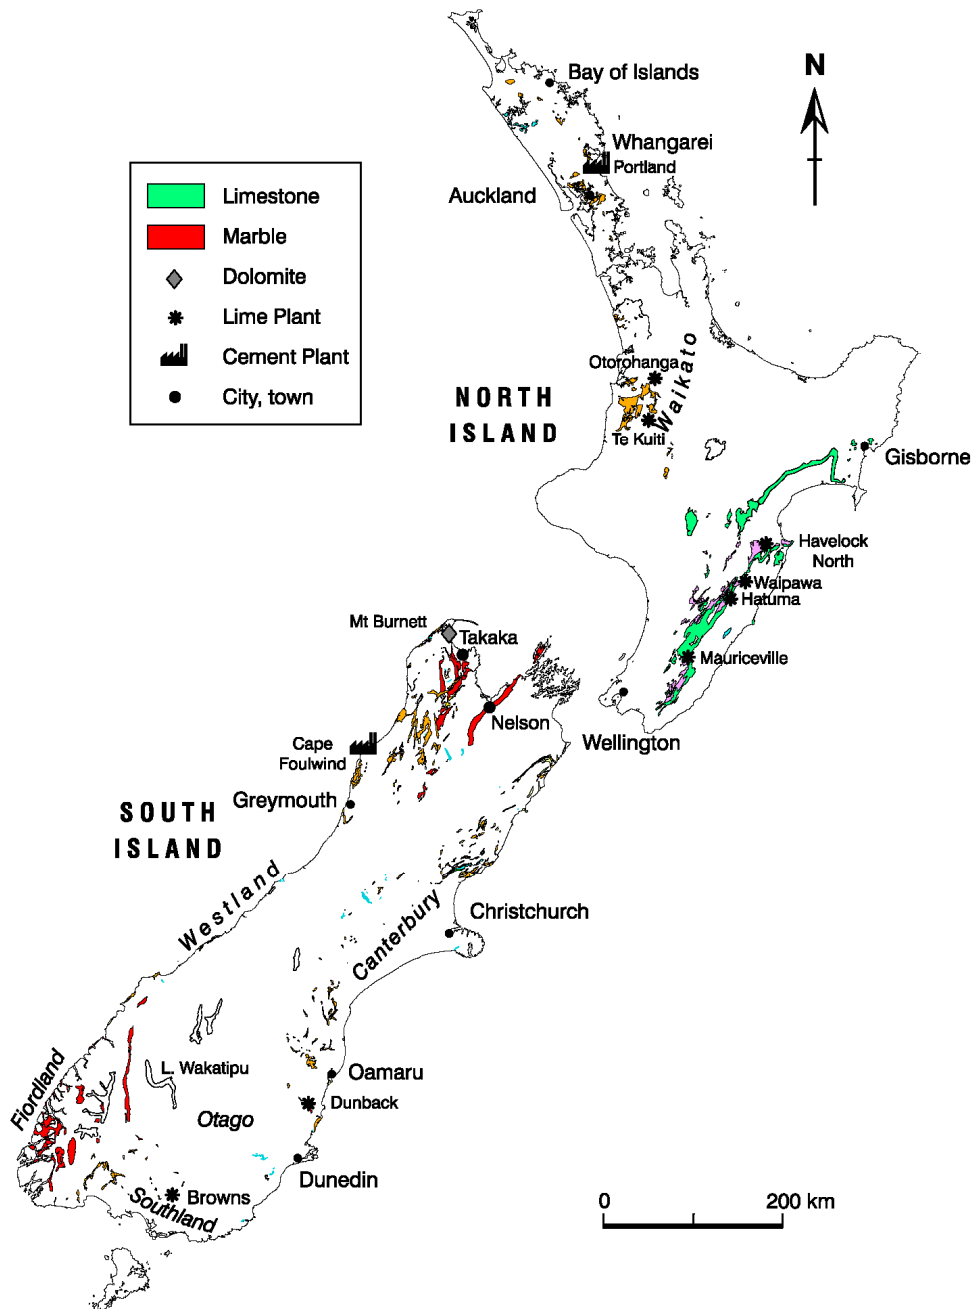 Bay of Islands
N
Whangarei
Portland
Auckland
Limestone
Marble
Dolomite
Lime Plant
Cement Plant
City, town
Otorohanga
Waikato
NORTH
ISLAND
Te Kuiti
Gisborne
Havelock
North
Waipawa
Hatuma
Mauriceville
Mt Burnett
Takaka
Nelson
Wellington
Cape
Foulwind
Greymouth
SOUTH
ISLAND
Westland
Canterbury
Christchurch
Fiordland
L. Wakatipu
Oamaru
Dunback
Otago
Dunedin
Browns
Southland
0 200 km